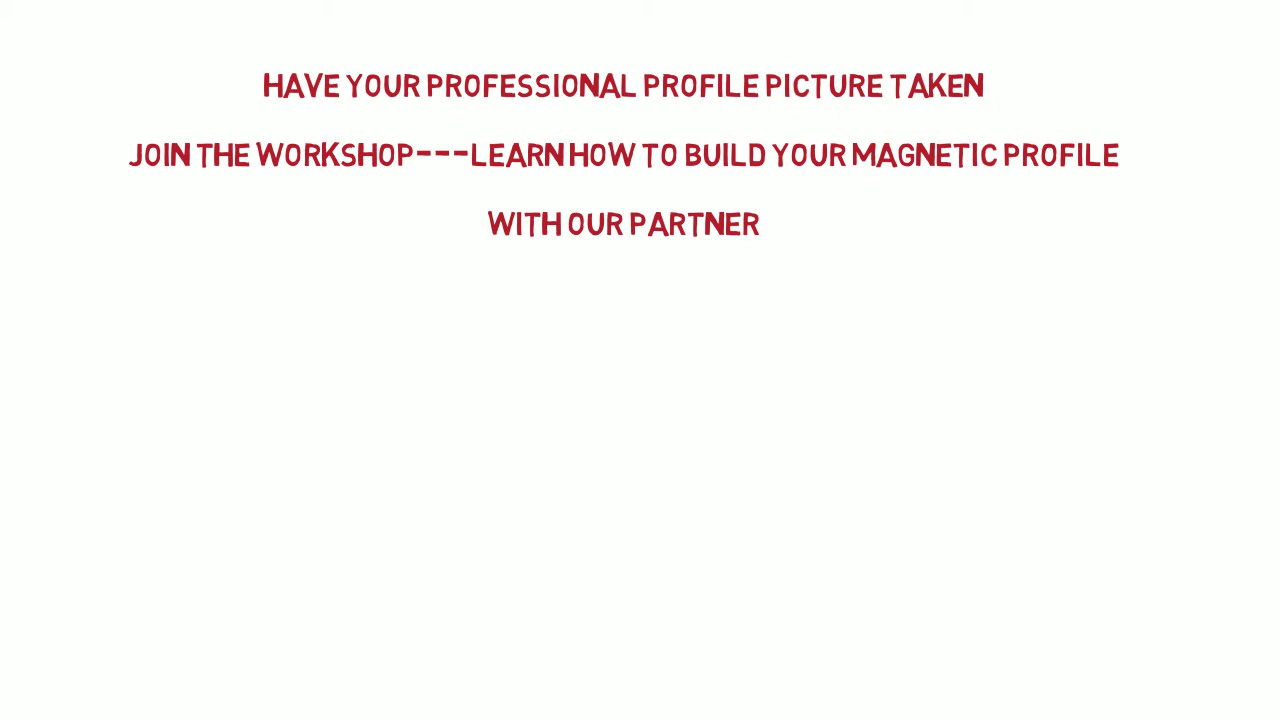 HAVE YOUR PROFESSIONAL PROFILE PICTURE TAKEN
JOIN THE WORKSHOP---LEARN HOW TO BUILD YOUR MAGNETIC PROFILE
WITH OUR PARTNER